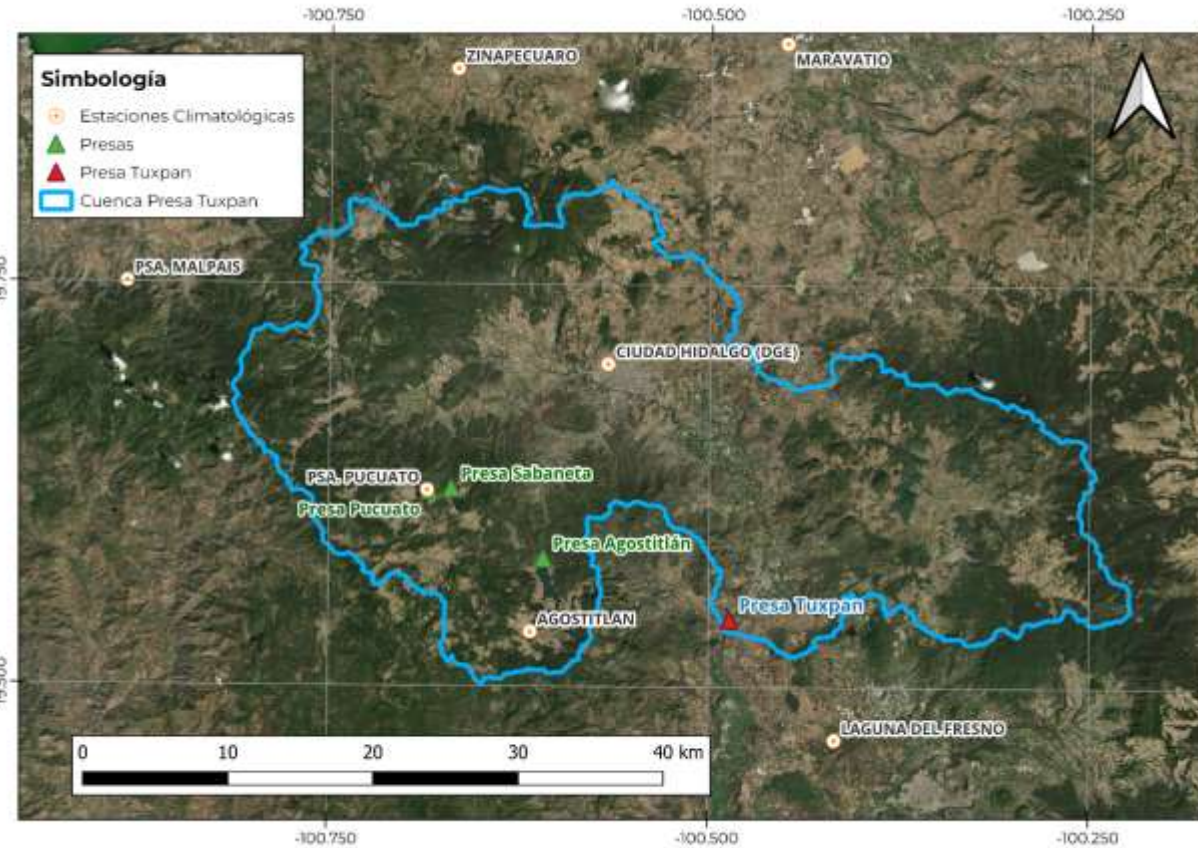 -100.750
-100.500
-100.250
Simbología
Estaciones Climatológicas
Presas
Presa Tuxpan
Cuenca Presa Tuxpan
ZINAPECUARO
MARAVATIO
PSA. MALPAIS
CIUDAD HIDALGO (DGE)
PSA. PUCUATO
Presa Sabaneta
Presa Pucuato
Presa Agostitlán
AGOSTITLAN
Presa Tuxpan
LAGUNA DEL FRESNO
0
10
20
30
40 km
-100.750
-100.500
-100.250